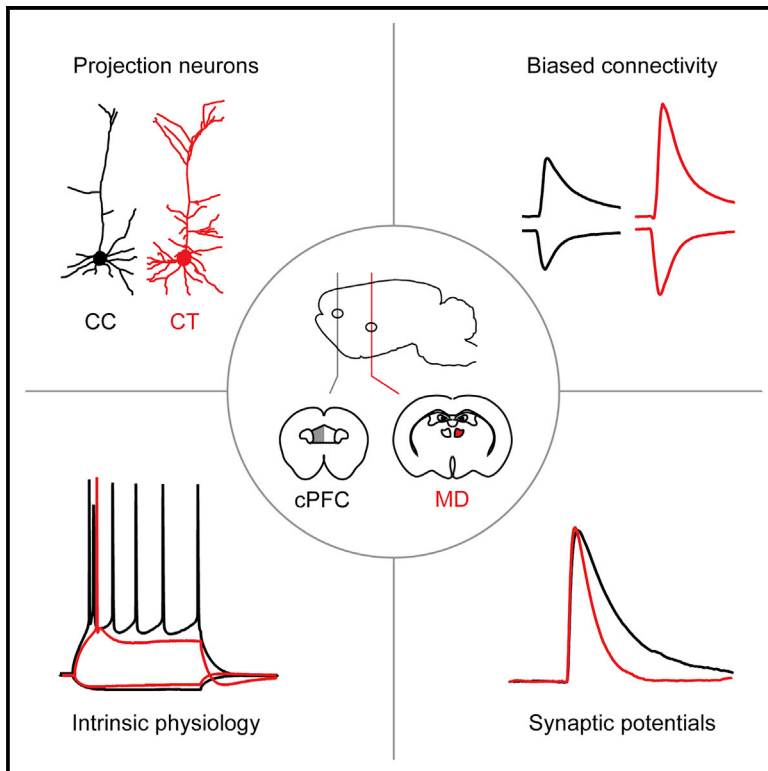 Projection neurons
Biased connectivity
CC
CT
cPFC
MD
Intrinsic physiology
Synaptic potentials